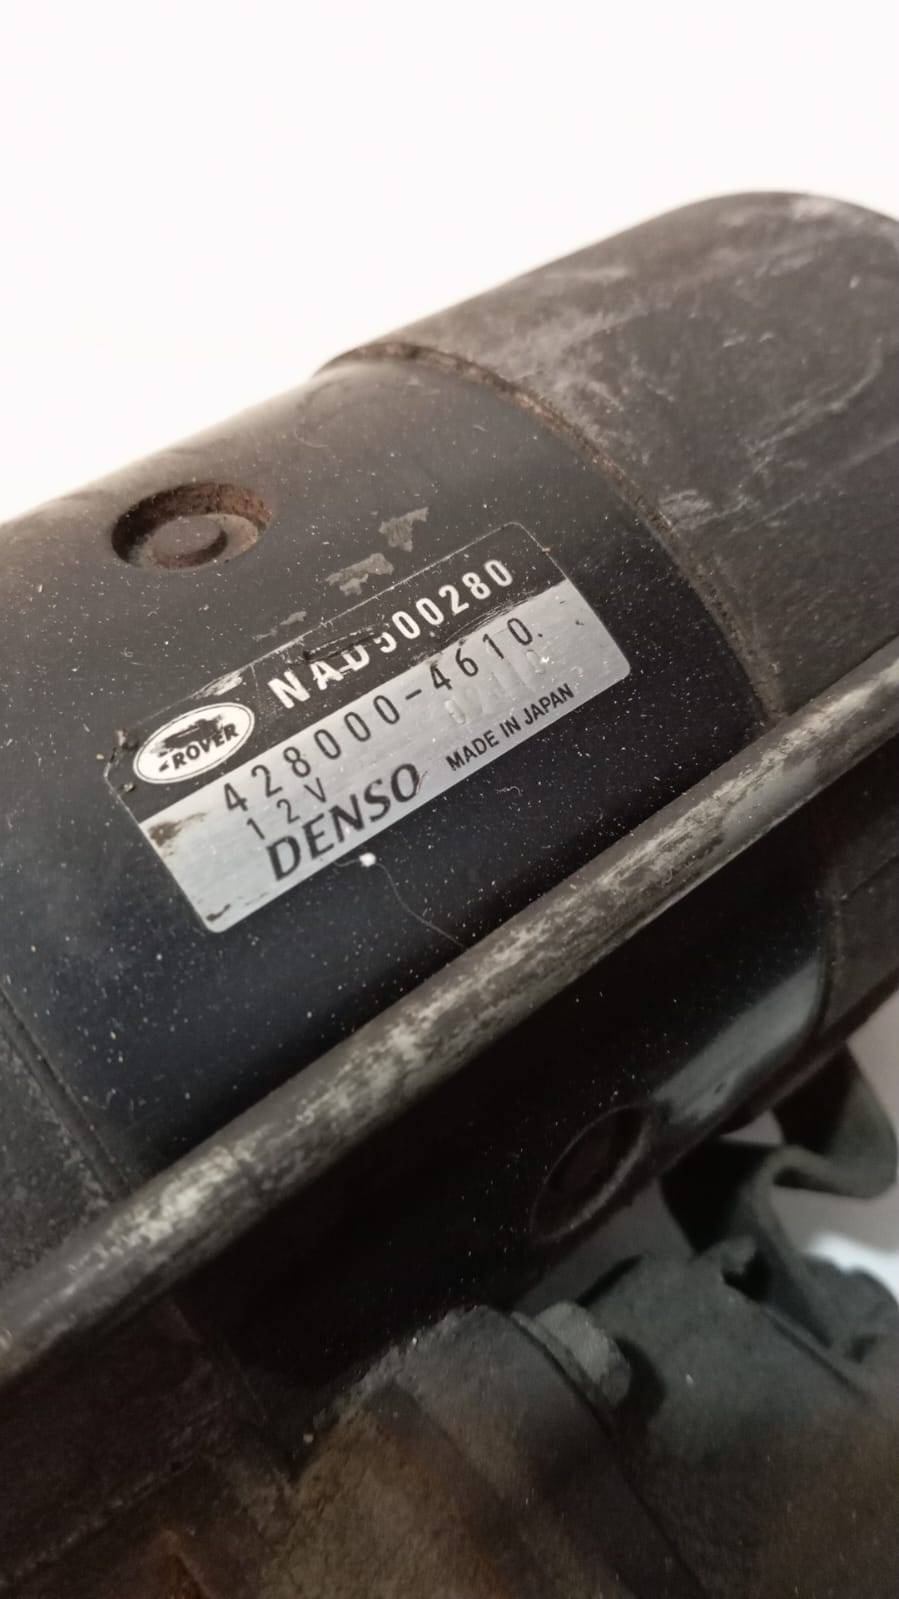 ROVER
NAD500280
428000-4610
12V
DENSO MADE IN JAPAN